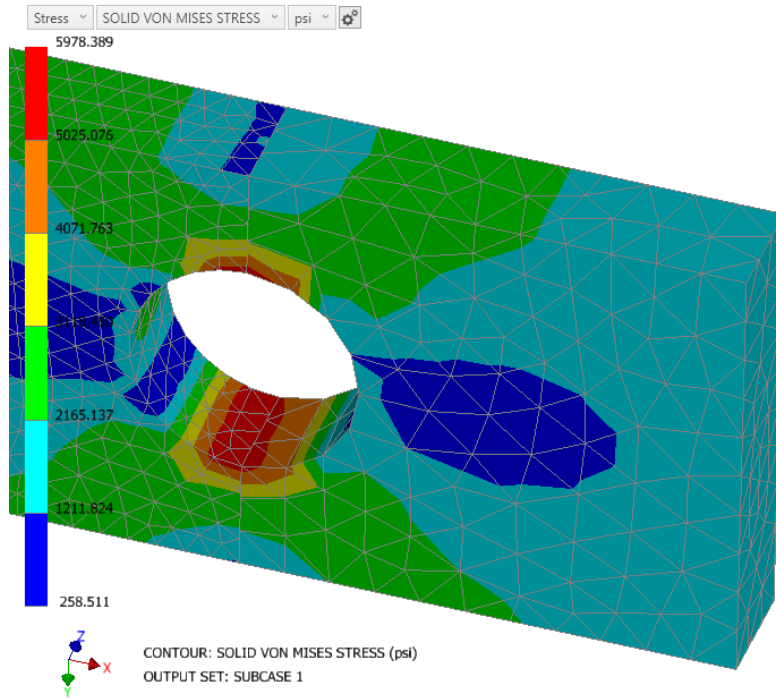 Stress SOLID VON MISES STRESS psi
5978.389
5025.076
4071.763
2165.137
1211.824
258.511
Z
X
Y
CONTOUR: SOLID VON MISES STRESS (psi)
OUTPUT SET: SUBCASE 1